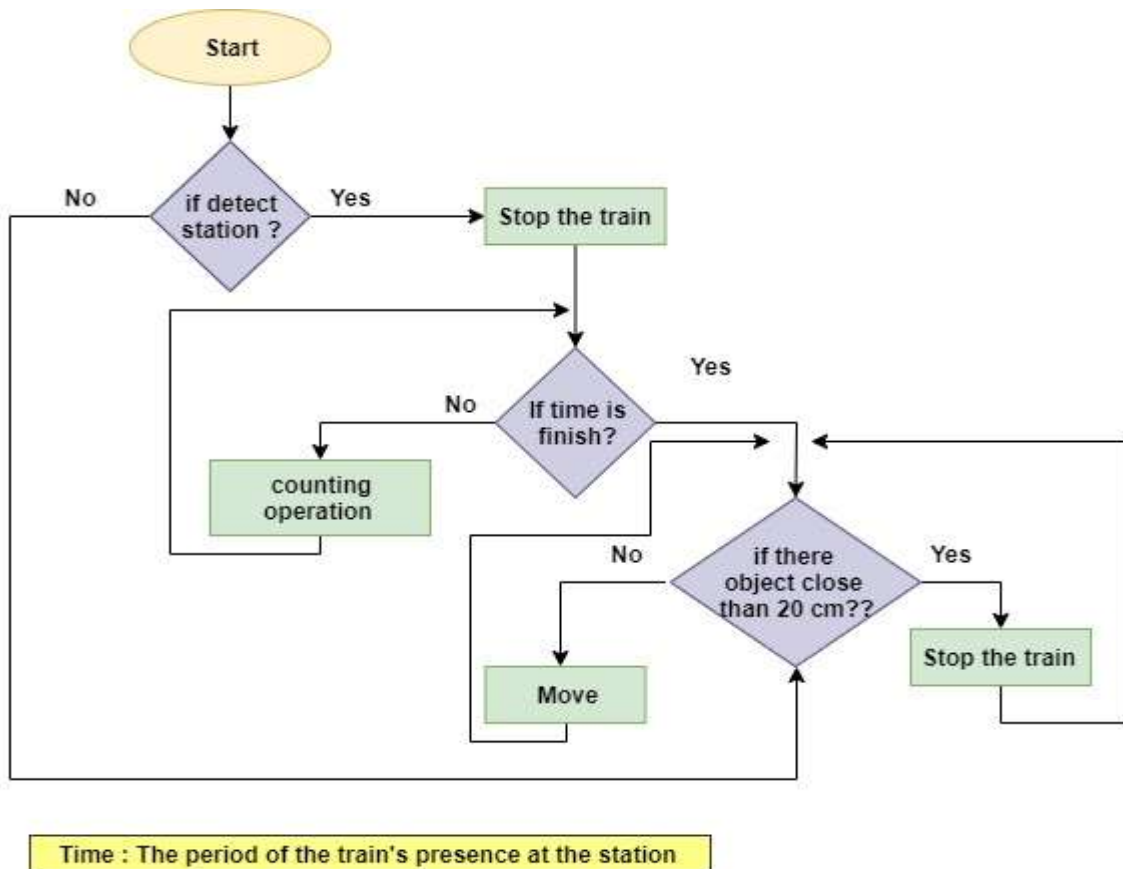 Start
if detect
station ?
No
Yes
Stop the train
If time is
finish?
No
Yes
counting
operation
if there
object close
than 20 cm??
No
Yes
Move
Stop the train
Time : The period of the train's presence at the station